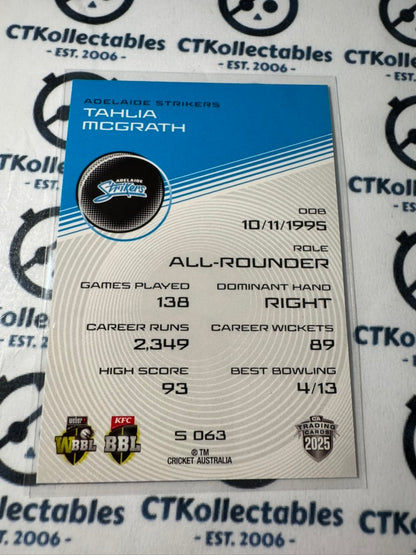 CTKollectables
- EST. 2006 -
CTKollectables
- EST. 2006 -
ADELAIDE STRIKERS
TAHLIA
MCGRATH
ADELAIDE
Strikers
DOB
10/11/1995
ROLE
ALL-ROUNDER
GAMES PLAYED
138
DOMINANT HAND
RIGHT
CAREER RUNS
2,349
CAREER WICKETS
89
HIGH SCORE
93
BEST BOWLING
4/13
weber
WBBL
KFC
BBL
S 063
® TM
CRICKET AUSTRALIA
CA
TRADING
CARDS
2025
CTKollectables
- EST. 2006 -
CTKollectables
- EST. 2006 -